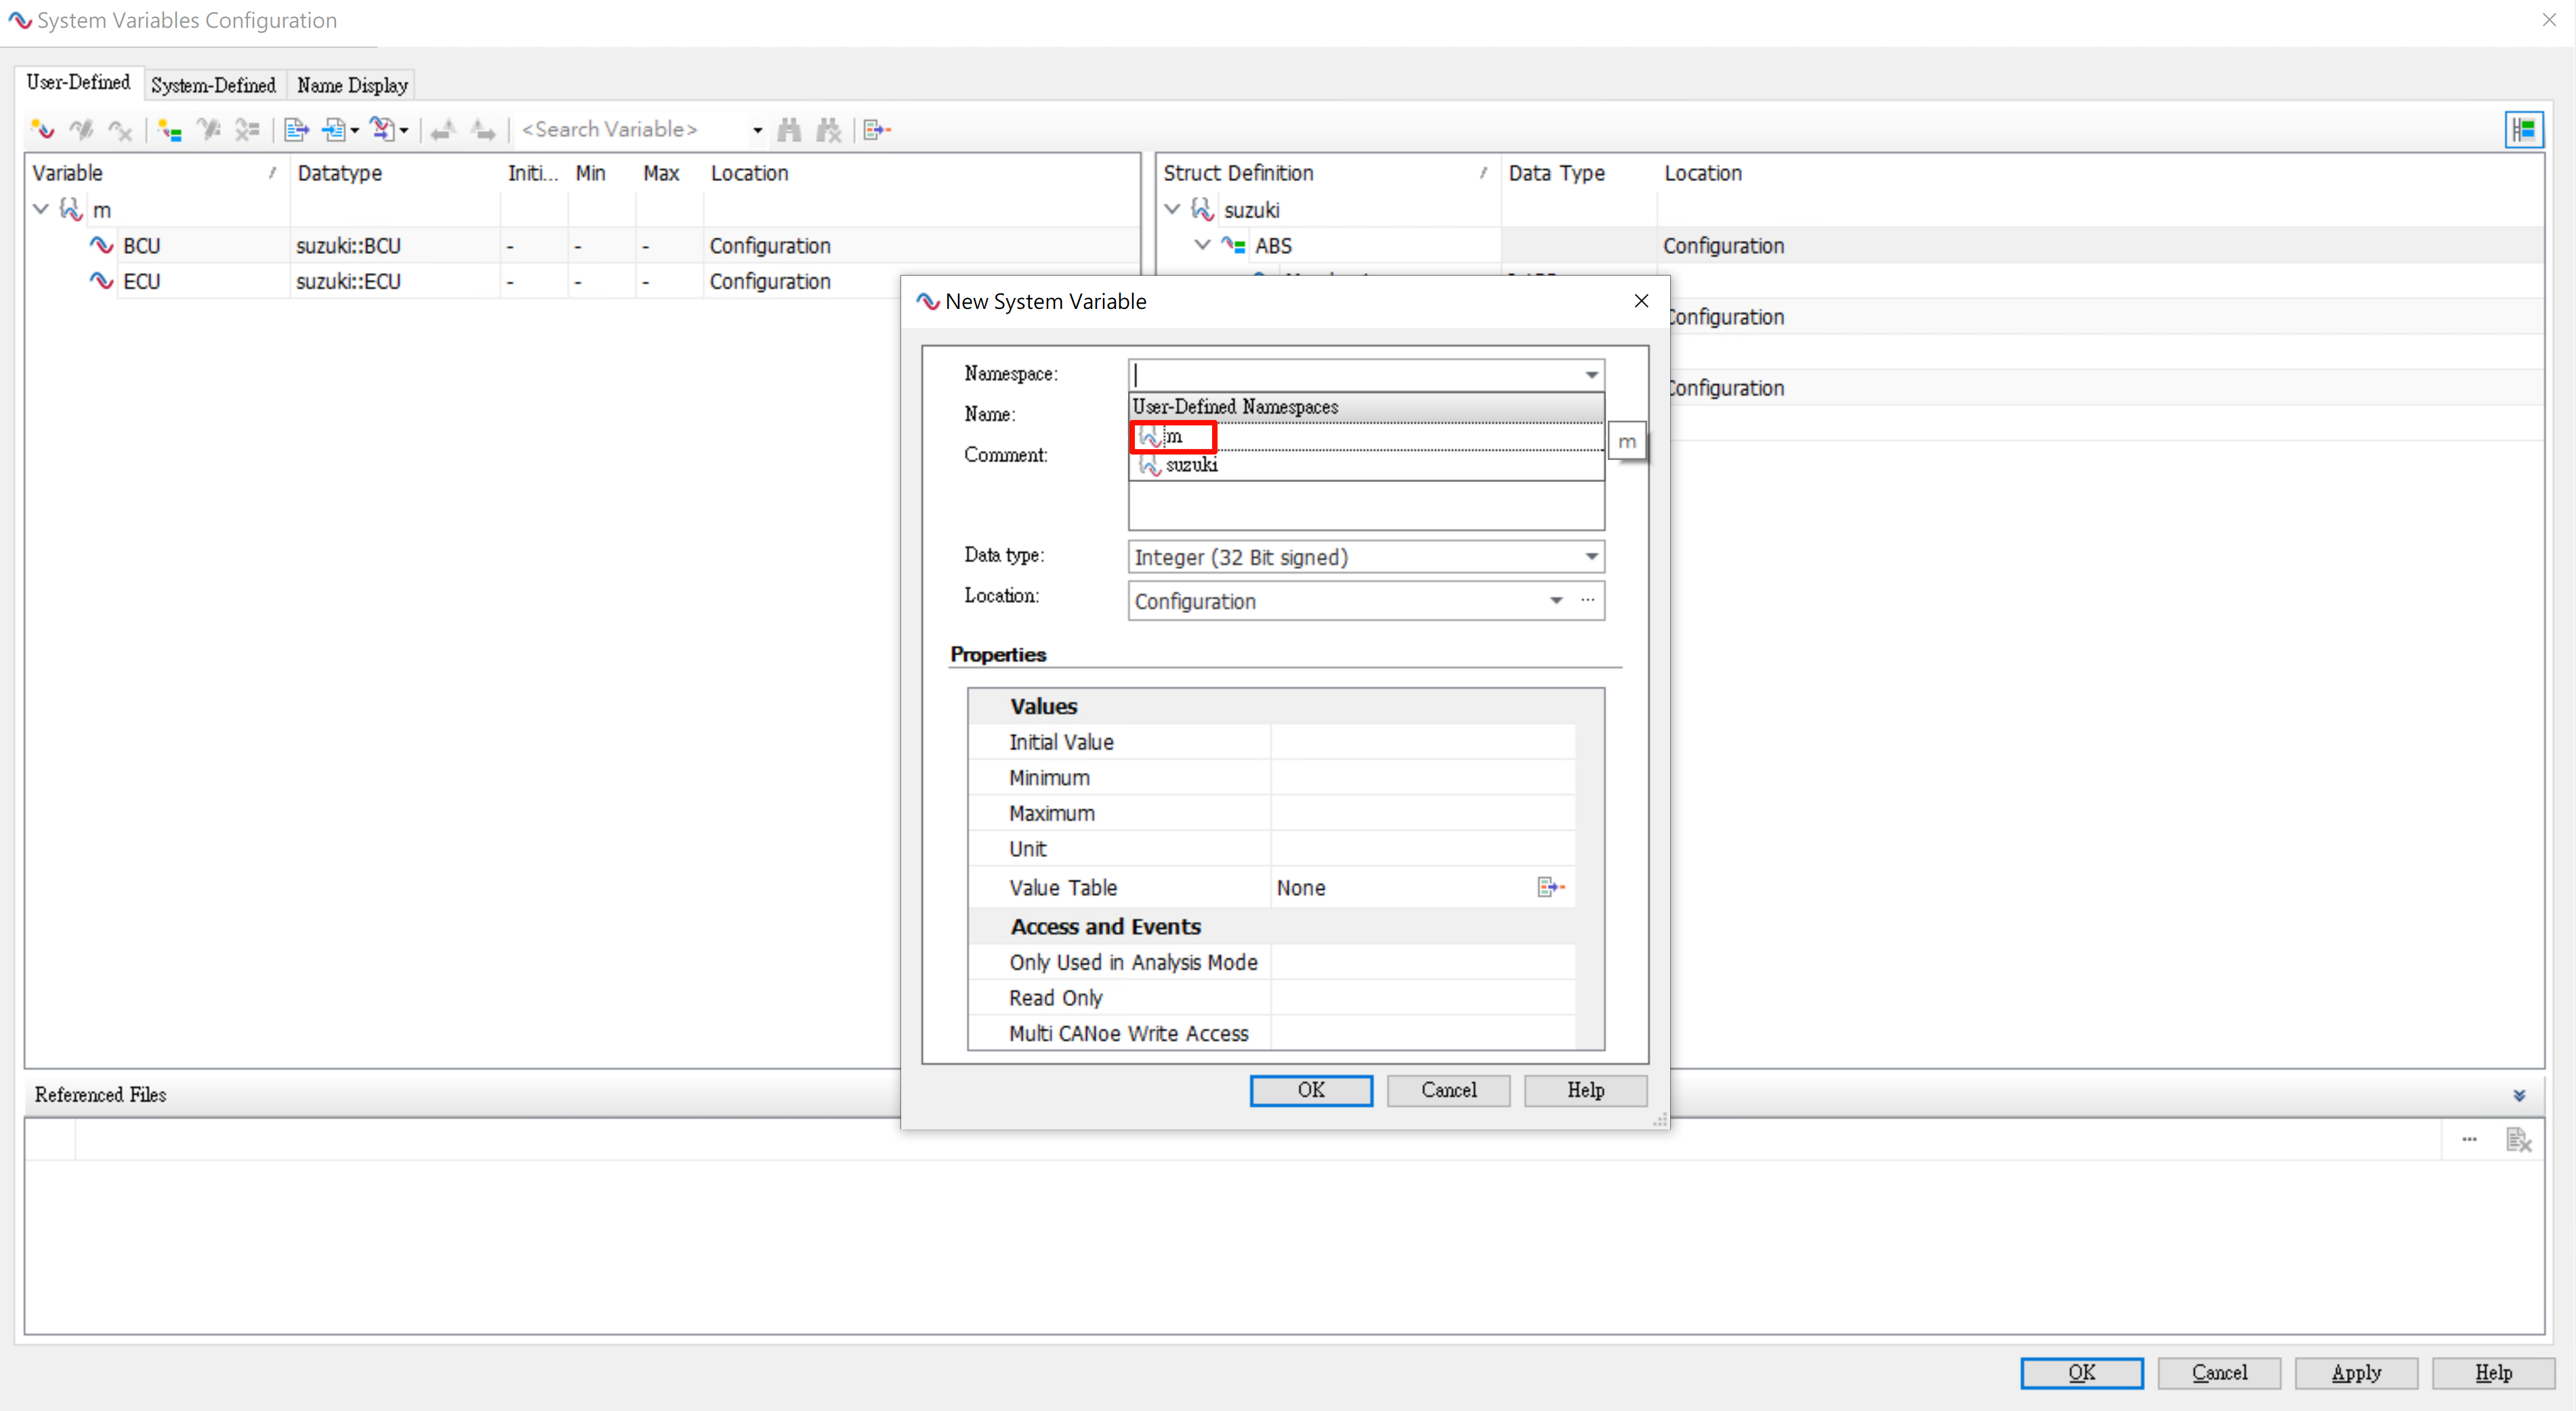 System Variables Configuration
User-Defined System-Defined Name Display
<Search Variable>
Variable Datatype Initi... Min Max Location
m
BCU suzuki::BCU - - - Configuration
ECU suzuki::ECU - - - Configuration
Struct Definition Data Type Location
suzuki
ABS Configuration
Configuration
Configuration
New System Variable
Namespace:
User-Defined Namespaces
Name:
m
m
Comment:
suzuki
Data type: Integer (32 Bit signed)
Location: Configuration ...
Properties
Values
Initial Value
Minimum
Maximum
Unit
Value Table None
Access and Events
Only Used in Analysis Mode
Read Only
Multi CANoe Write Access
OK Cancel Help
Referenced Files
...
OK Cancel Apply Help